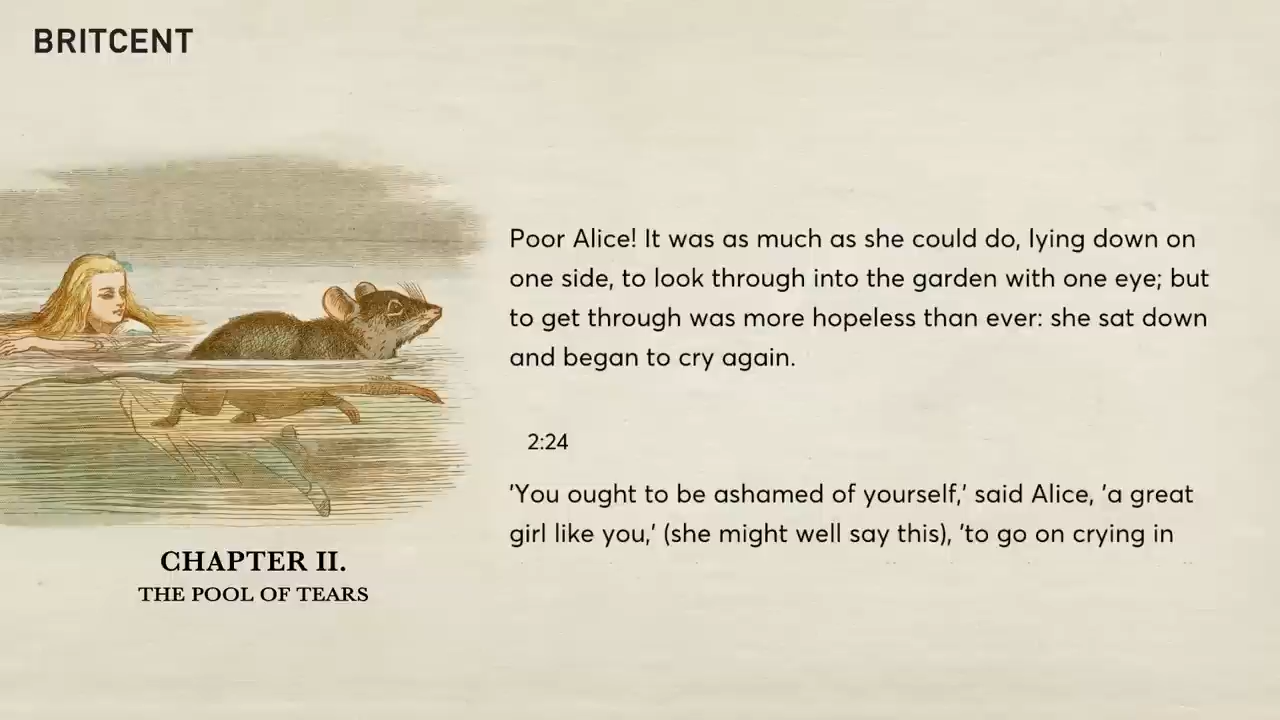 BRITCENT
Poor Alice! It was as much as she could do, lying down on
one side, to look through into the garden with one eye; but
to get through was more hopeless than ever: she sat down
and began to cry again.
2:24
'You ought to be ashamed of yourself,' said Alice, 'a great
girl like you,' (she might well say this), 'to go on crying in
CHAPTER II.
THE POOL OF TEARS